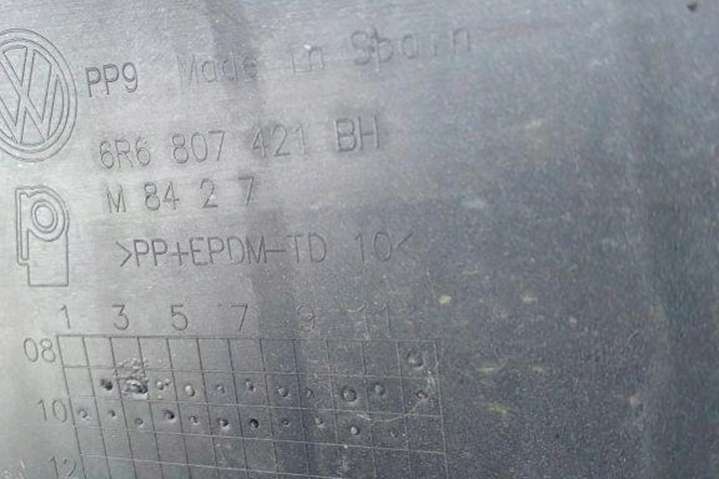 PP9 Made in Spain
6R6 807 421 BH
M 84 2 7
>PP+EPDM-TD 10<
1 3 5 7 9 11
08
10
12